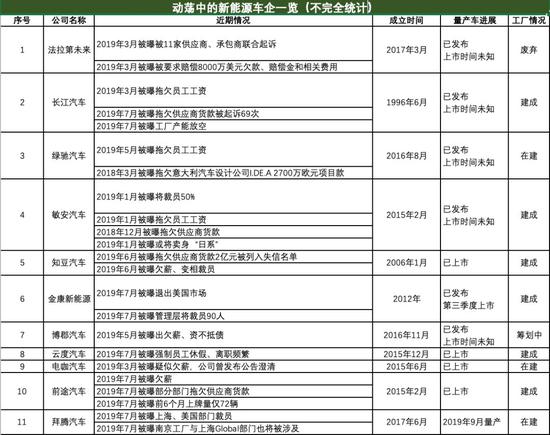 动荡中的新能源车企一览（不完全统计）
序号 公司名称 近期情况 成立时间 量产车进展 工厂情况
1 法拉第未来 2019年3月被曝被11家供应商、承包商联合起诉 2017年3月 已发布 上市时间未知 废弃
2019年3月被曝被要求赔偿8000万美元欠款、赔偿金和相关费用
2 长江汽车 2019年3月被曝拖欠员工工资 1996年6月 已发布 上市时间未知 建成
2019年7月被曝拖欠供应商货款被起诉69次
2019年7月被曝工厂产能放空
3 绿驰汽车 2019年5月被曝拖欠员工工资 2016年8月 已发布 上市时间未知 在建
2018年3月被曝拖欠意大利汽车设计公司I.DE.A 2700万欧元项目款
4 敏安汽车 2019年1月被曝将裁员50% 2015年2月 已发布 上市时间未知 建成
2019年1月被曝拖欠员工工资
2018年12月被曝拖欠供应商货款
2019年1月被曝或将卖身“日系”
5 知豆汽车 2019年6月被曝拖欠供应商货款2亿元被列入失信名单 2006年1月 已上市 建成
2019年6月被曝欠薪、变相裁员
6 金康新能源 2019年7月被曝退出美国市场 2012年 已发布 第三季度上市 建成
2019年7月被曝管理层将裁员90人
7 博郡汽车 2019年5月被曝出欠薪、资不抵债 2016年11月 已发布 上市时间未知 筹划中
8 云度汽车 2019年7月被曝强制员工休假、离职频繁 2015年12月 已上市 建成
9 电咖汽车 2019年3月被曝疑似欠薪，公司曾发布公告澄清 2015年6月 已上市 在建
10 前途汽车 2019年7月被曝欠薪 2015年2月 已上市 建成
2019年7月被曝部分部门拖欠供应商货款
2019年7月被曝前6个月上牌量仅72辆
11 拜腾汽车 2019年7月被曝上海、美国部门裁员 2017年6月 2019年9月量产 在建
2019年7月被曝南京工厂与上海Global部门也将被涉及